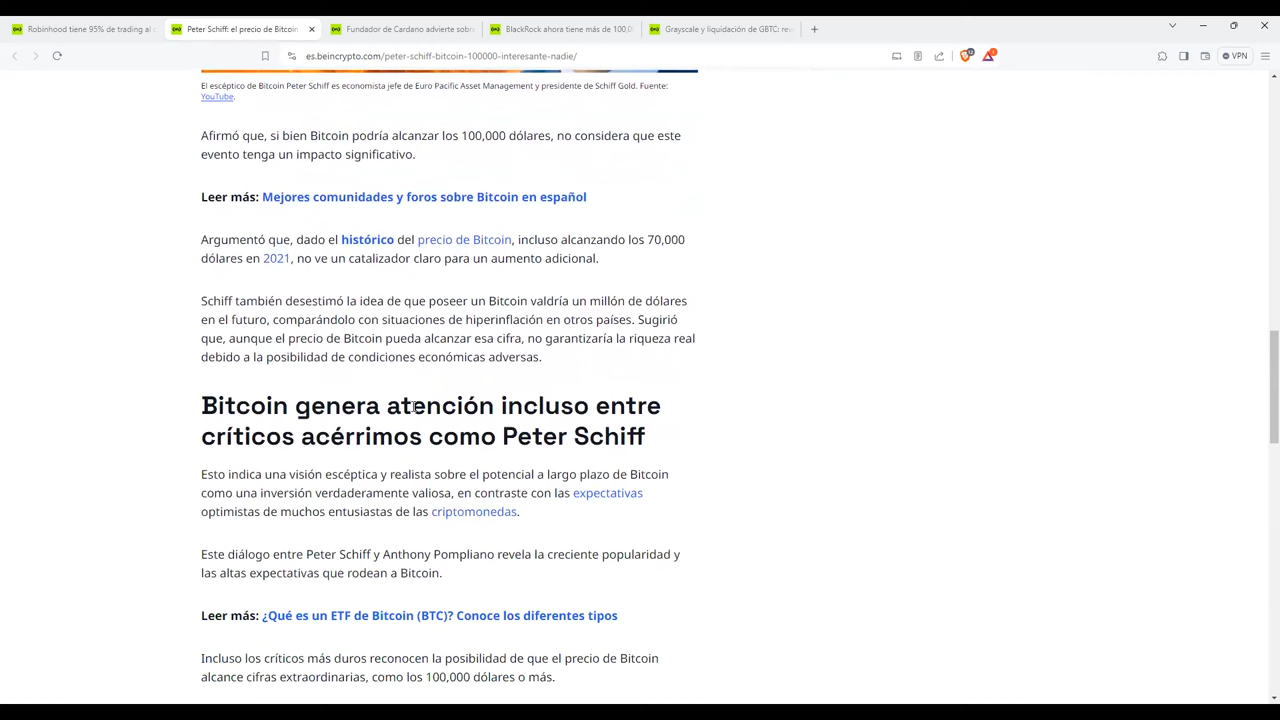 Robinhood tiene 95% de trading al
Peter Schiff: el precio de Bitcoin
Fundador de Cardano advierte sobre
BlackRock ahora tiene más de 100,0
Grayscale y liquidación de GBTC: rev
es.beincrypto.com/peter-schiff-bitcoin-100000-interesante-nadie/
VPN
El escéptico de Bitcoin Peter Schiff es economista jefe de Euro Pacific Asset Management y presidente de Schiff Gold. Fuente:
YouTube.
Afirmó que, si bien Bitcoin podría alcanzar los 100,000 dólares, no considera que este
evento tenga un impacto significativo.
Leer más: Mejores comunidades y foros sobre Bitcoin en español
Argumentó que, dado el histórico del precio de Bitcoin, incluso alcanzando los 70,000
dólares en 2021, no ve un catalizador claro para un aumento adicional.
Schiff también desestimó la idea de que poseer un Bitcoin valdría un millón de dólares
en el futuro, comparándolo con situaciones de hiperinflación en otros países. Sugirió
que, aunque el precio de Bitcoin pueda alcanzar esa cifra, no garantizaría la riqueza real
debido a la posibilidad de condiciones económicas adversas.
Bitcoin genera atención incluso entre
críticos acérrimos como Peter Schiff
Esto indica una visión escéptica y realista sobre el potencial a largo plazo de Bitcoin
como una inversión verdaderamente valiosa, en contraste con las expectativas
optimistas de muchos entusiastas de las criptomonedas.
Este diálogo entre Peter Schiff y Anthony Pompliano revela la creciente popularidad y
las altas expectativas que rodean a Bitcoin.
Leer más: ¿Qué es un ETF de Bitcoin (BTC)? Conoce los diferentes tipos
Incluso los críticos más duros reconocen la posibilidad de que el precio de Bitcoin
alcance cifras extraordinarias, como los 100,000 dólares o más.